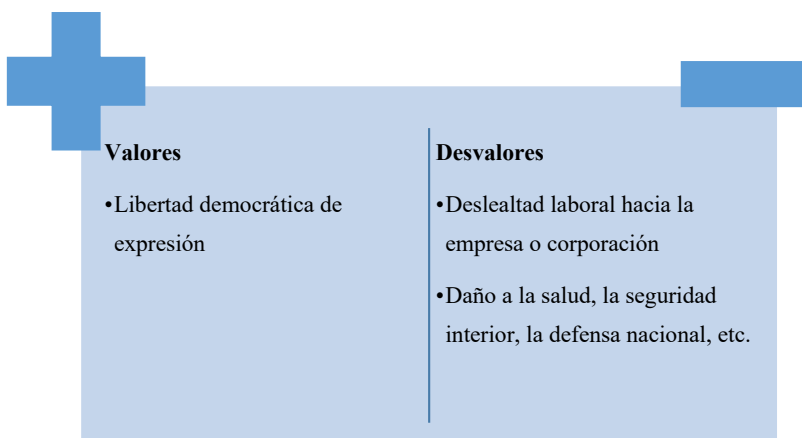 Valores
•Libertad democrática de
expresión
Desvalores
•Deslealtad laboral hacia la
empresa o corporación
•Daño a la salud, la seguridad
interior, la defensa nacional, etc.